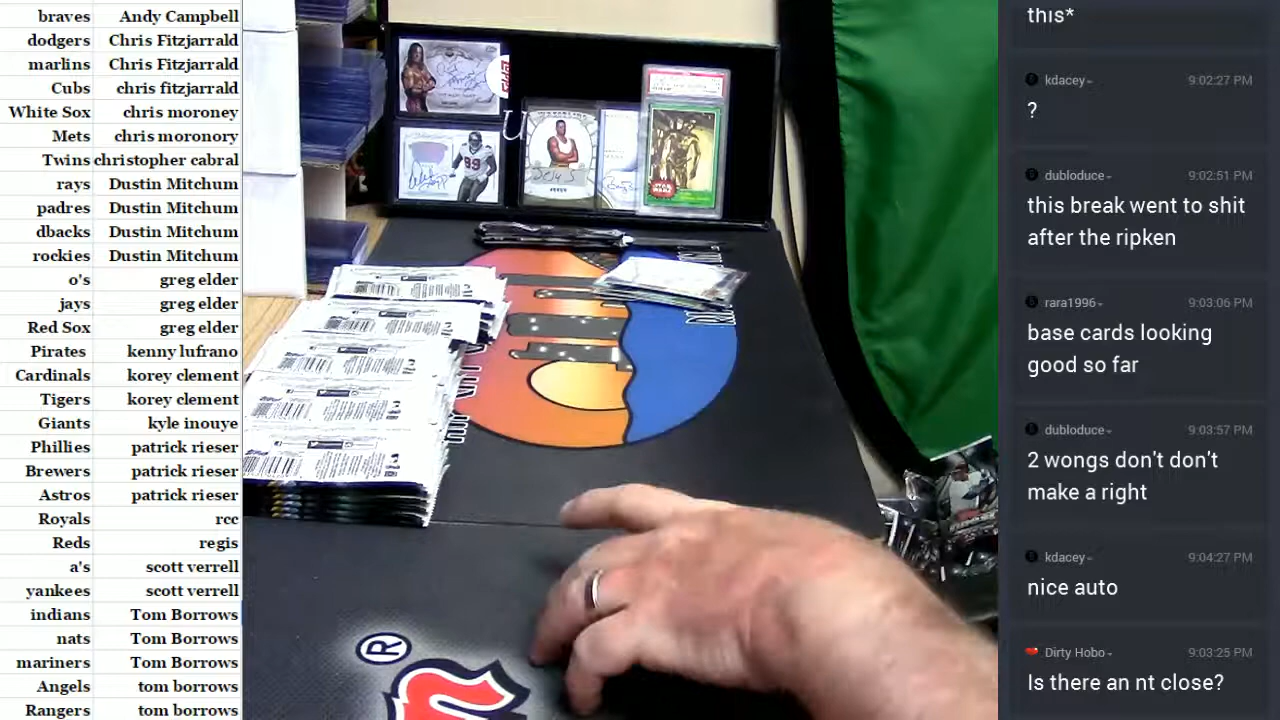 braves Andy Campbell
dodgers Chris Fitzjarrald
marlins Chris Fitzjarrald
Cubs chris fitzjarrald
White Sox chris moroney
Mets chris moronory
Twins christopher cabral
rays Dustin Mitchum
padres Dustin Mitchum
dbacks Dustin Mitchum
rockies Dustin Mitchum
o's greg elder
jays greg elder
Red Sox greg elder
Pirates kenny lufrano
Cardinals korey clement
Tigers korey clement
Giants kyle inouye
Phillies patrick rieser
Brewers patrick rieser
Astros patrick rieser
Royals rcc
Reds regis
a's scott verrell
yankees scott verrell
indians Tom Borrows
nats Tom Borrows
mariners Tom Borrows
Angels tom borrows
Rangers tom borrows
STAR
WARS
99
®
this*
kdacey 9:02:27 PM
?
dubloduce 9:02:51 PM
this break went to shit
after the ripken
rara1996 9:03:06 PM
base cards looking
good so far
dubloduce 9:03:57 PM
2 wongs don't don't
make a right
kdacey 9:04:27 PM
nice auto
Dirty Hobo 9:03:25 PM
Is there an nt close?